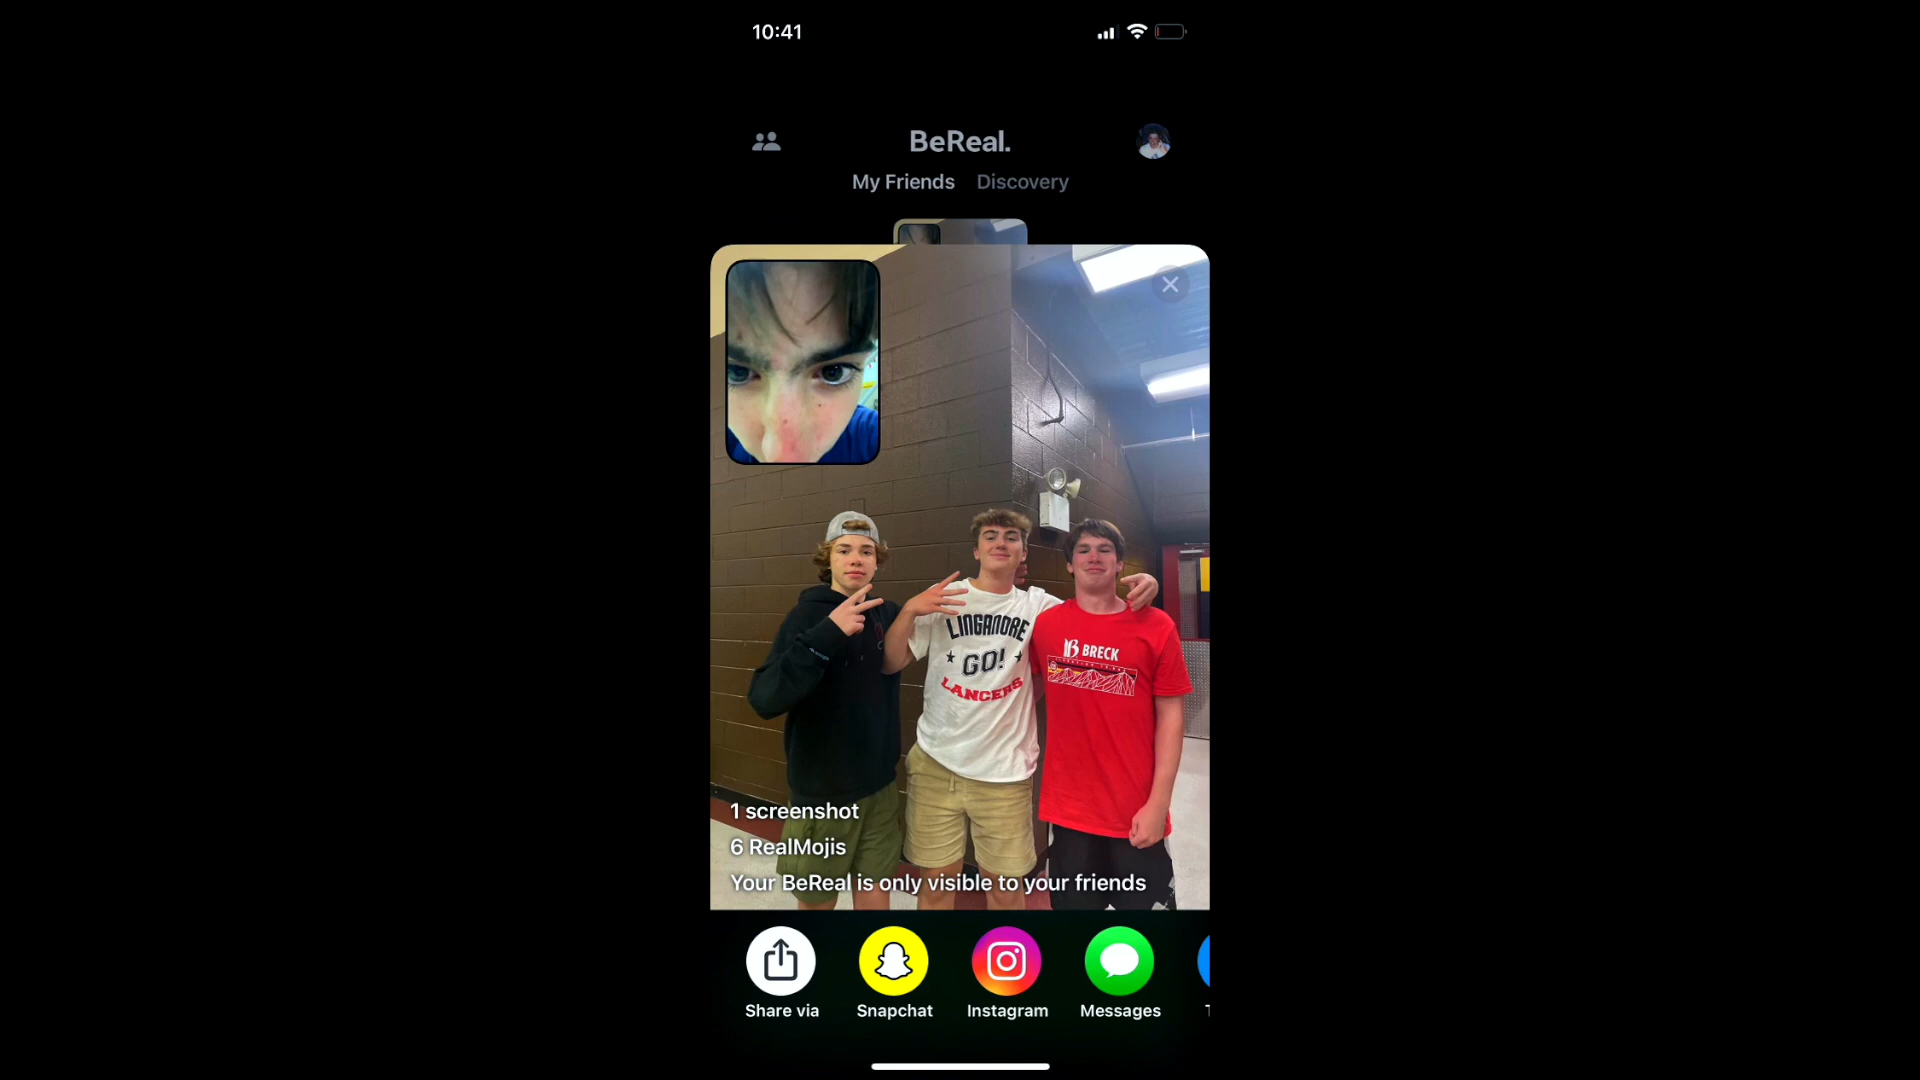 10:41
BeReal.
My Friends Discovery
LINGANORE
GO!
LANCERS
B BRECK
1 screenshot
6 RealMojis
Your BeReal is only visible to your friends
Share via Snapchat Instagram Messages T